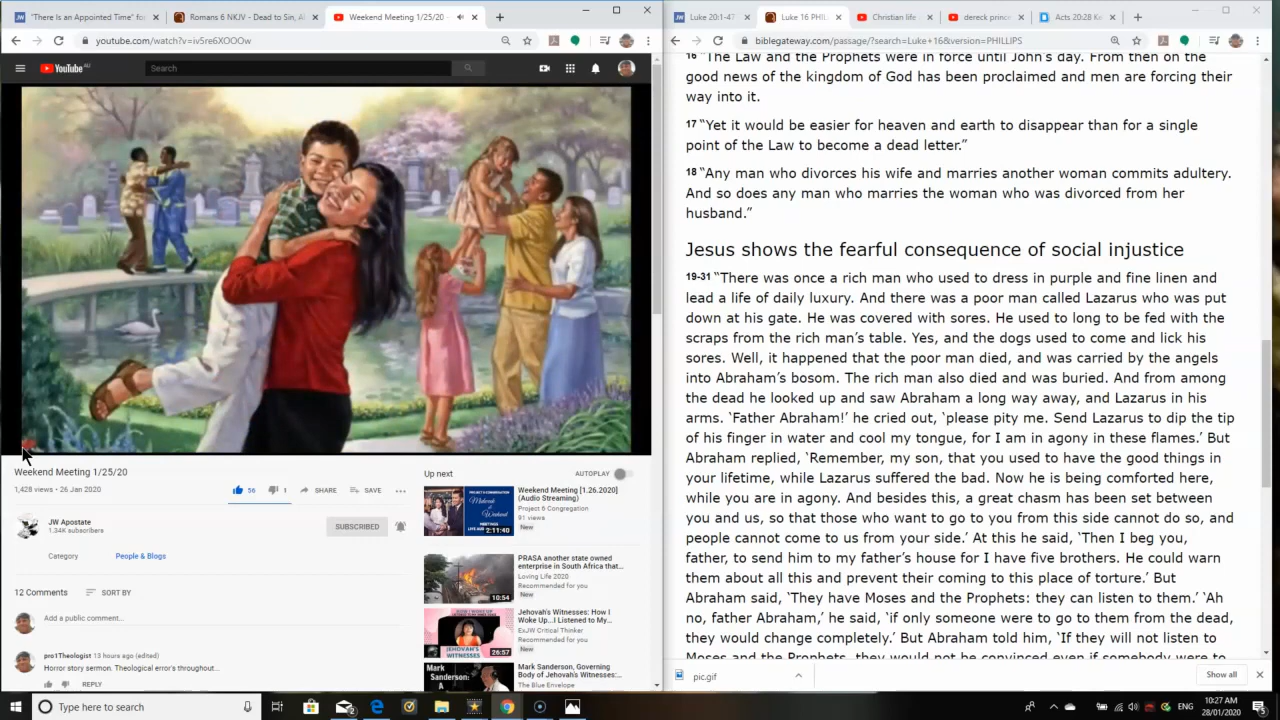 "There Is an Appointed Time" for
Romans 6 NKJV - Dead to Sin, Al
Weekend Meeting 1/25/20 -
youtube.com/watch?v=iv5re6XOOOw
YouTube AU
Search
Weekend Meeting 1/25/20
1,428 views • 26 Jan 2020
56
1
SHARE
SAVE
JW Apostate
1.34K subscribers
SUBSCRIBED
Category
People & Blogs
12 Comments
SORT BY
Add a public comment...
pro1Theologist 13 hours ago (edited)
Horror story sermon. Theological error's throughout...
REPLY
Up next
AUTOPLAY
2:11:40
Weekend Meeting [1.26.2020]
(Audio Streaming)
Project 6 Congregation
91 views
New
10:54
PRASA another state owned
enterprise in South Africa that...
Loving Life 2020
Recommended for you
New
26:57
Jehovah's Witnesses: How I
Woke Up...I Listened to My...
ExJW Critical Thinker
Recommended for you
New
Mark
Sanderson:
Mark Sanderson, Governing
Body of Jehovah's Witnesses:...
The Blue Envelope
Luke 20:1-47
Luke 16 PHIL
Christian life
dereck prince
Acts 20:28
biblegateway.com/passage/?search=Luke+16&version=PHILLIPS
16 "The Law and the Prophets were in force until John's day. From then on the
good news of the kingdom of God has been proclaimed and men are forcing their
way into it.
17 "Yet it would be easier for heaven and earth to disappear than for a single
point of the Law to become a dead letter."
18 "Any man who divorces his wife and marries another woman commits adultery.
And so does any man who marries the woman who was divorced from her
husband."
Jesus shows the fearful consequence of social injustice
19-31 "There was once a rich man who used to dress in purple and fine linen and
lead a life of daily luxury. And there was a poor man called Lazarus who was put
down at his gate. He was covered with sores. He used to long to be fed with the
scraps from the rich man's table. Yes, and the dogs used to come and lick his
sores. Well, it happened that the poor man died, and was carried by the angels
into Abraham's bosom. The rich man also died and was buried. And from among
the dead he looked up and saw Abraham a long way away, and Lazarus in his
arms. 'Father Abraham!' he cried out, 'please pity me. Send Lazarus to dip the tip
of his finger in water and cool my tongue, for I am in agony in these flames.' But
Abraham replied, 'Remember, my son, that you used to have the good things in
your lifetime, while Lazarus suffered the bad. Now he is being comforted here,
while you are in agony. And besides this, a great chasm has been set between
you and us, so that those who want to go to you from this side cannot do so, and
people cannot come to us from your side.' At this he said, 'Then I beg you,
father, to send him to my father's house for I have five brothers. He could warn
them about all this and prevent their coming to this place of torture.' But
Abraham said, 'They have Moses and the Prophets: they can listen to them.' 'Ah
no, father Abraham,' he said, 'if only someone were to go to them from the dead,
they would change completely.' But Abraham told him, 'If they will not listen to
Moses and the Prophets, they would not be convinced even if somebody were to
pic.gif
Show all
Type here to search
ENG
10:27 AM
28/01/2020